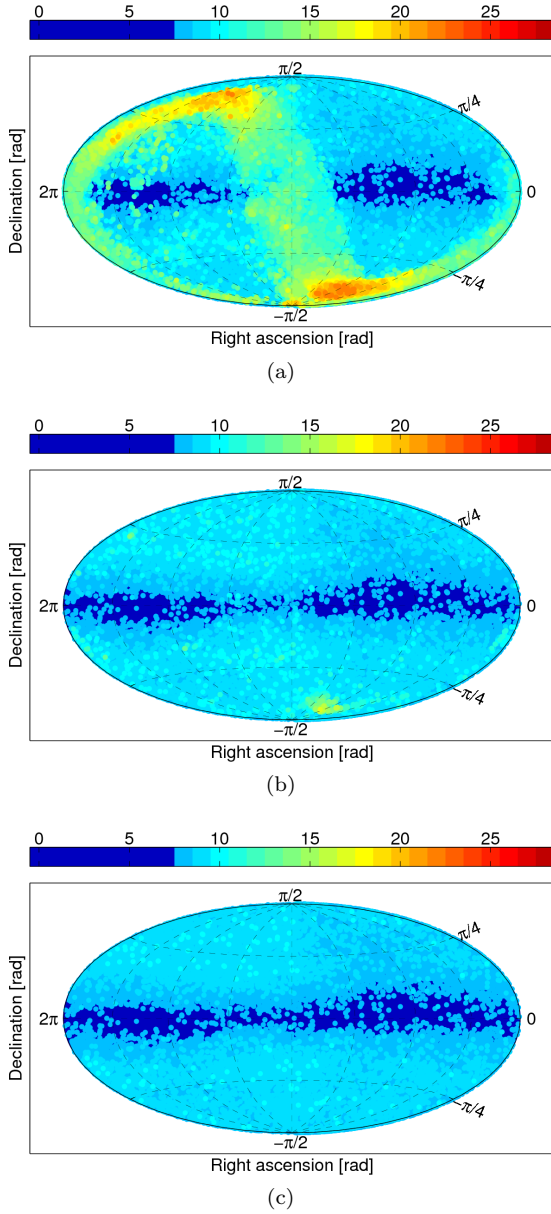 0 5 10 15 20 25
π/2
π/4
Declination [rad]
2π
0
−π/4
−π/2
Right ascension [rad]
(a)
0 5 10 15 20 25
π/2
π/4
Declination [rad]
2π
0
−π/4
−π/2
Right ascension [rad]
(b)
0 5 10 15 20 25
π/2
π/4
Declination [rad]
2π
0
−π/4
−π/2
Right ascension [rad]
(c)